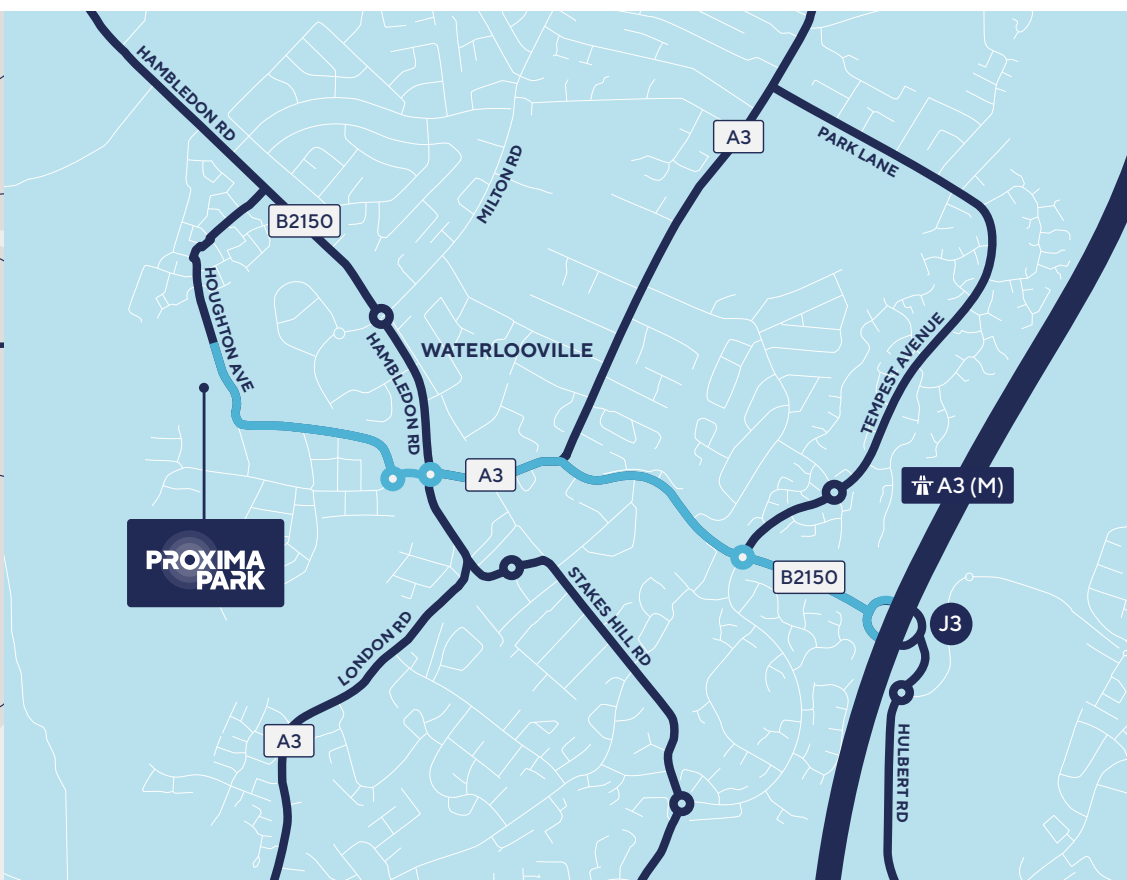 HAMBLEDON RD
A3
PARK LANE
MILTON RD
B2150
HOUGHTON AVE
HAMBLEDON RD
WATERLOOVILLE
TEMPEST AVENUE
A3
A3 (M)
PROXIMA
PARK
B2150
STAKES HILL RD
J3
LONDON RD
A3
HULBERT RD